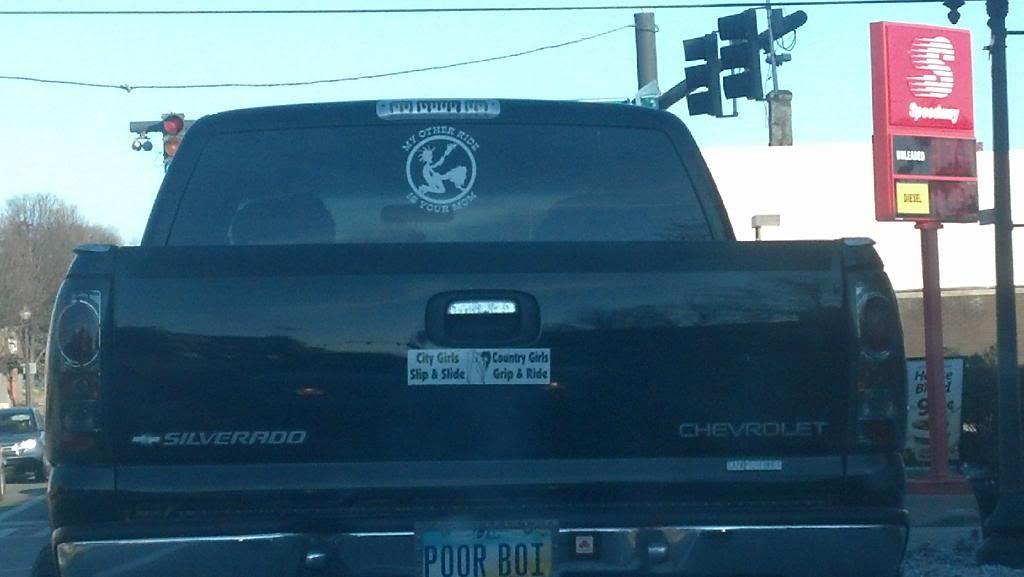 MY OTHER RIDE
IS YOUR MOM
S
Speedway
UNLEADED
DIESEL
City Girls
Slip & Slide
Country Girls
Grip & Ride
SILVERADO
CHEVROLET
POOR BOI